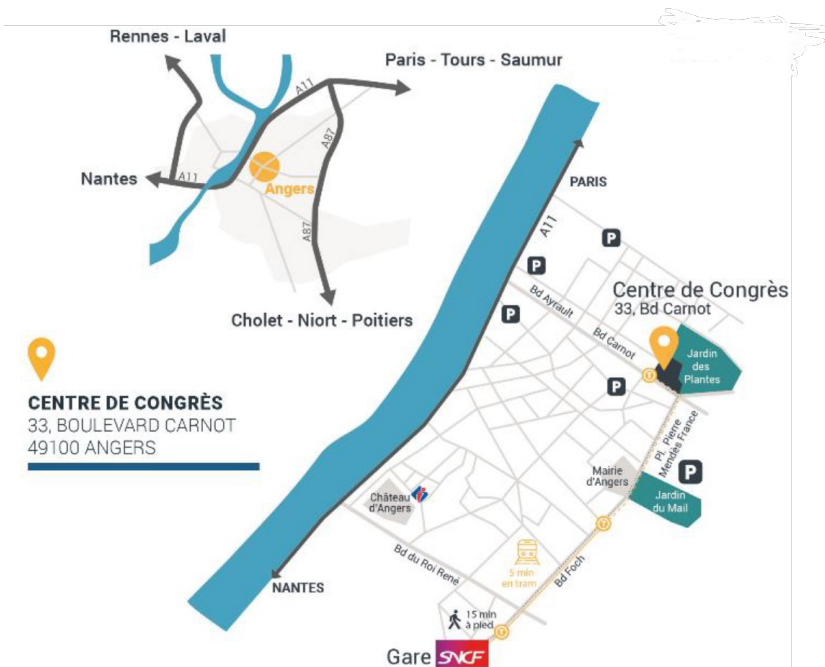 Rennes - Laval
Paris - Tours - Saumur
A11
A87
Nantes
A11
Angers
A87
Cholet - Niort - Poitiers
CENTRE DE CONGRÈS
33, BOULEVARD CARNOT
49100 ANGERS
PARIS
A11
P
P
P
Bd Ayrault
Centre de Congrès
33, Bd Carnot
Bd Carnot
Jardin
des
Plantes
T
P
Pl. Pierre
Mendès France
P
Mairie
d'Angers
Jardin
du Mail
Château
d'Angers
T
Bd du Roi René
5 min
en tram
Bd Foch
NANTES
15 min
à pied
T
Gare SNCF